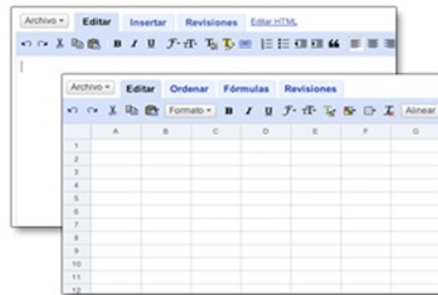 Archivo Editar Insertar Revisiones Editar HTML
B I U
Archivo Editar Ordenar Fórmulas Revisiones
Formato B I U Alinear
A B C D E F G
1
2
3
4
5
6
7
8
9
10
11
12